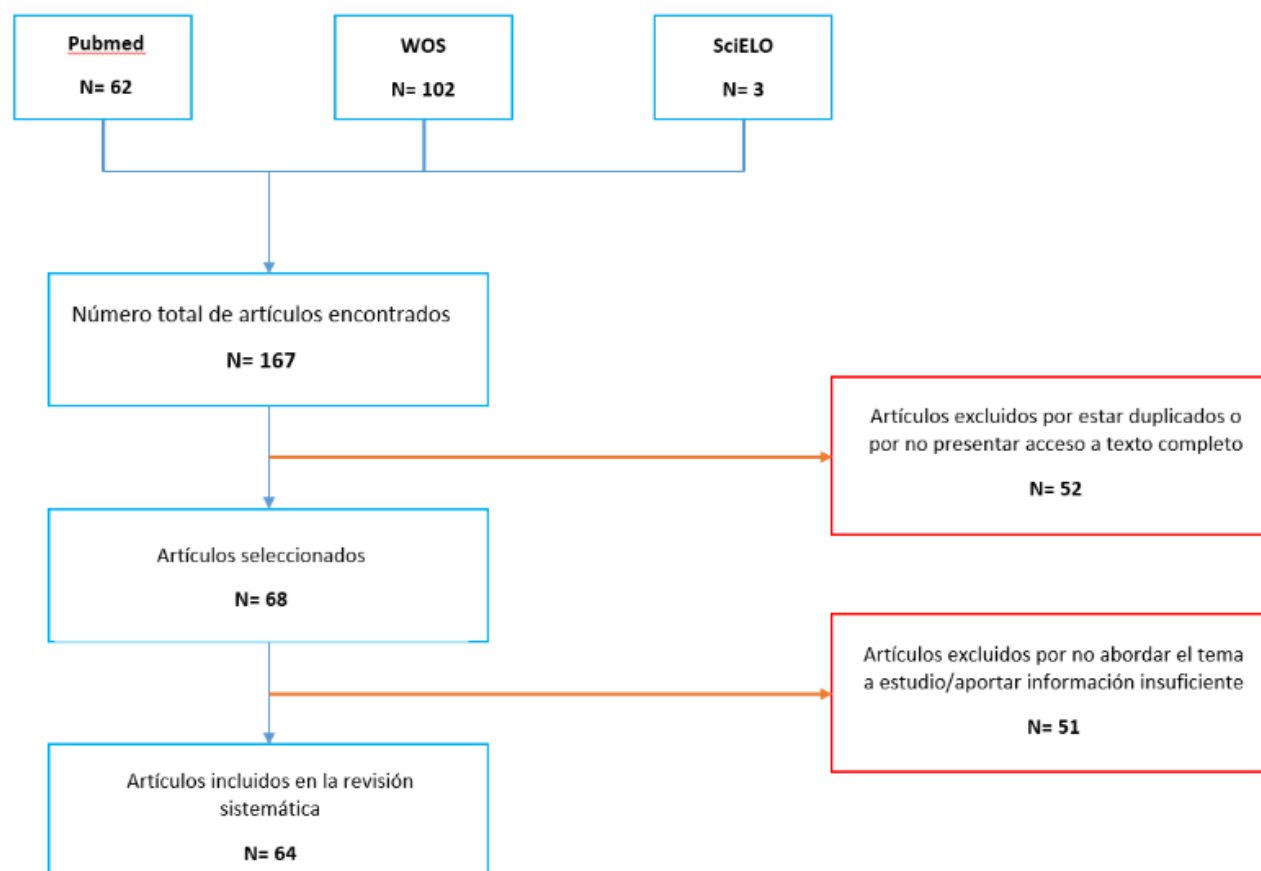 Pubmed
N= 62
WOS
N= 102
SciELO
N= 3
Número total de artículos encontrados
N= 167
Artículos excluidos por estar duplicados o
por no presentar acceso a texto completo
N= 52
Artículos seleccionados
N= 68
Artículos excluidos por no abordar el tema
a estudio/aportar información insuficiente
N= 51
Artículos incluidos en la revisión
sistemática
N= 64